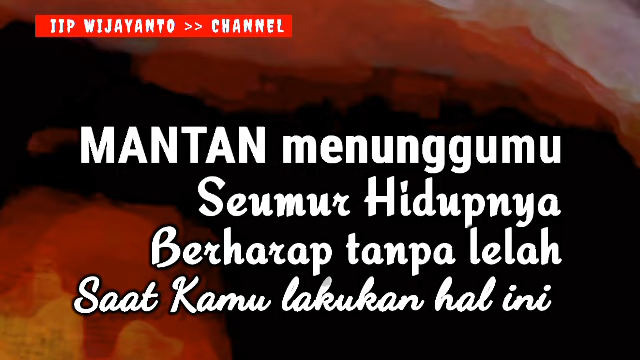 IIP WIJAYANTO >> CHANNEL
MANTAN menunggumu
Seumur Hidupnya
Berharap tanpa lelah
Saat Kamu lakukan hal ini